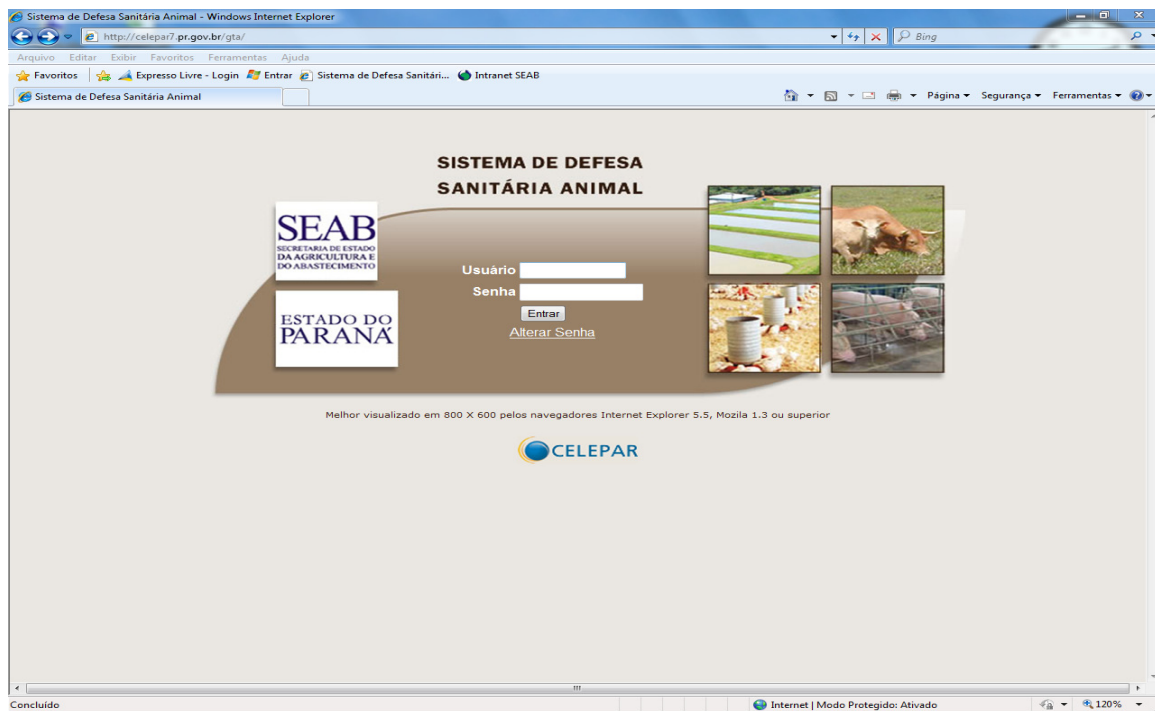 Sistema de Defesa Sanitária Animal - Windows Internet Explorer
http://celepar7.pr.gov.br/gta/
Bing
Arquivo Editar Exibir Favoritos Ferramentas Ajuda
Favoritos Expresso Livre - Login Entrar Sistema de Defesa Sanitári... Intranet SEAB
Sistema de Defesa Sanitária Animal
Página Segurança Ferramentas
SISTEMA DE DEFESA
SANITÁRIA ANIMAL
SEAB
SECRETARIA DE ESTADO
DA AGRICULTURA E
DO ABASTECIMENTO
Usuário
Senha
Entrar
Alterar Senha
ESTADO DO
PARANÁ
Melhor visualizado em 800 X 600 pelos navegadores Internet Explorer 5.5, Mozila 1.3 ou superior
CELEPAR
Concluído
Internet | Modo Protegido: Ativado
120%